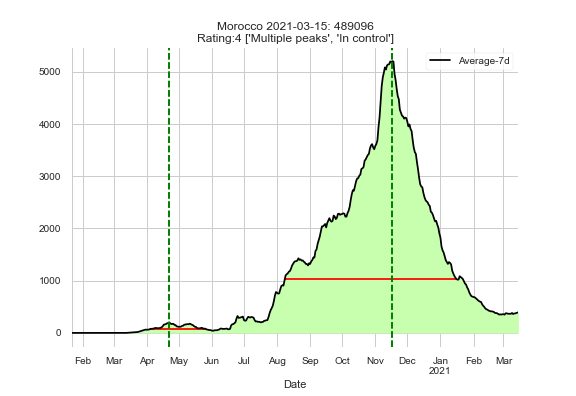 Morocco 2021-03-15: 489096
Rating:4 ['Multiple peaks', 'In control']
Average-7d
5000
4000
3000
2000
1000
0
Feb Mar Apr May Jun Jul Aug Sep Oct Nov Dec Jan Feb Mar
2021
Date